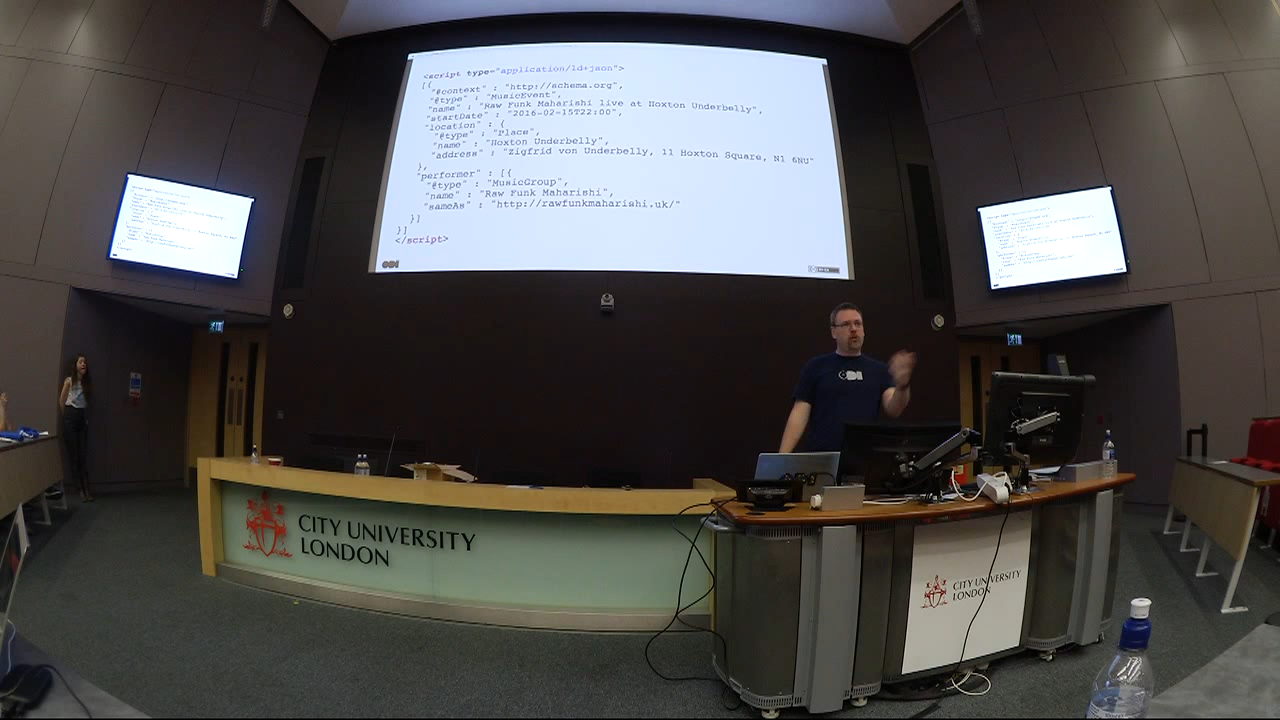 <script type="application/ld+json">
[{
"@context" : "http://schema.org",
"@type" : "MusicEvent",
"name" : "Raw Funk Maharishi live at Hoxton Underbelly",
"startDate" : "2016-02-15T22:00",
"location" : {
"@type" : "Place",
"name" : "Hoxton Underbelly",
"address" : "Zigfrid von Underbelly, 11 Hoxton Square, N1 6NU"
},
"performer" : [{
"@type" : "MusicGroup",
"name" : "Raw Funk Maharishi",
"sameAs" : "http://rawfunkmaharishi.uk/"
}]
}]
</script>
ODI
ODI
CITY UNIVERSITY
LONDON
CITY UNIVERSITY
LONDON